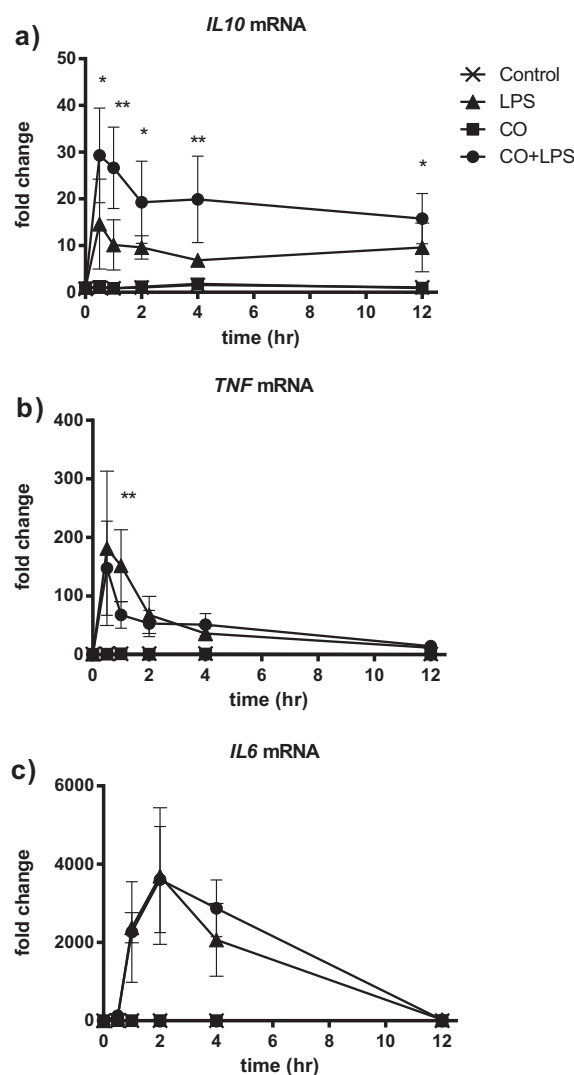 a)
IL10 mRNA
50
40
30
20
10
0
fold change
* ** * ** *
0 2 4 6 8 10 12
time (hr)
Control
LPS
CO
CO+LPS
b)
TNF mRNA
400
300
200
100
0
fold change
**
0 2 4 6 8 10 12
time (hr)
c)
IL6 mRNA
6000
4000
2000
0
fold change
0 2 4 6 8 10 12
time (hr)